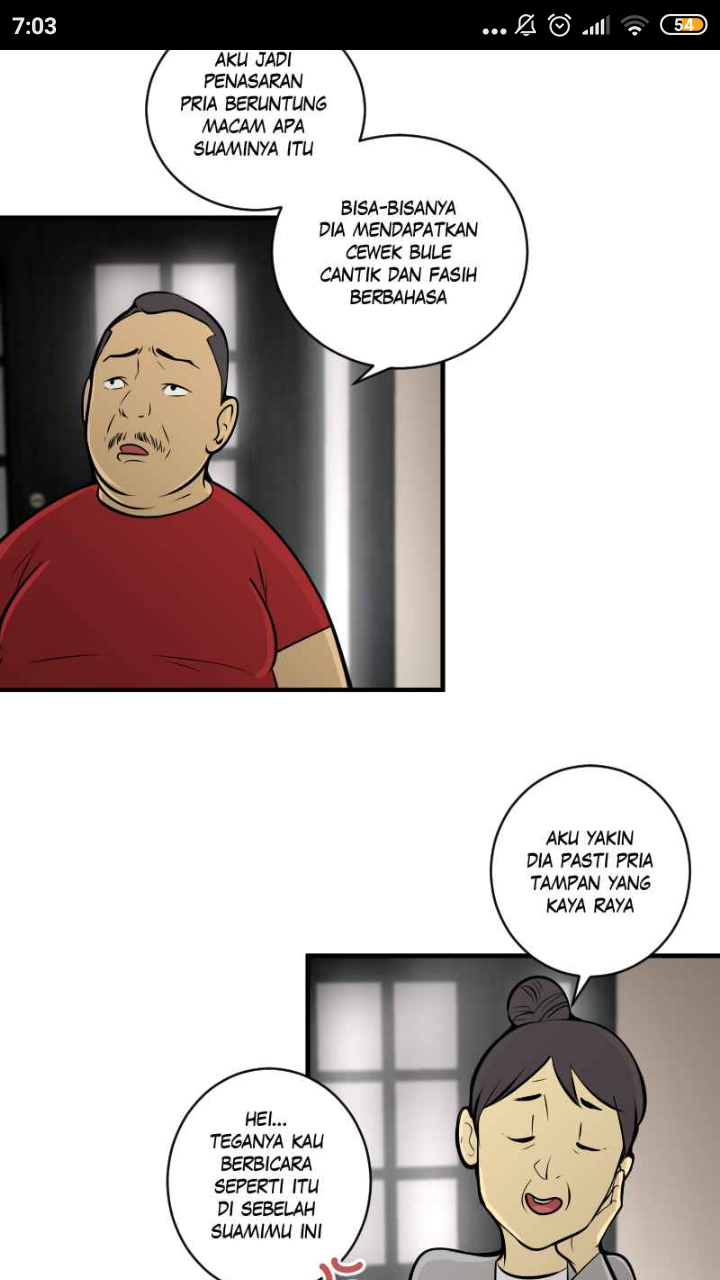 7:03
54
AKU JADI
PENASARAN
PRIA BERUNTUNG
MACAM APA
SUAMINYA ITU
BISA-BISANYA
DIA MENDAPATKAN
CEWEK BULE
CANTIK DAN FASIH
BERBAHASA
AKU YAKIN
DIA PASTI PRIA
TAMPAN YANG
KAYA RAYA
HEI...
TEGANYA KAU
BERBICARA
SEPERTI ITU
DI SEBELAH
SUAMIMU INI